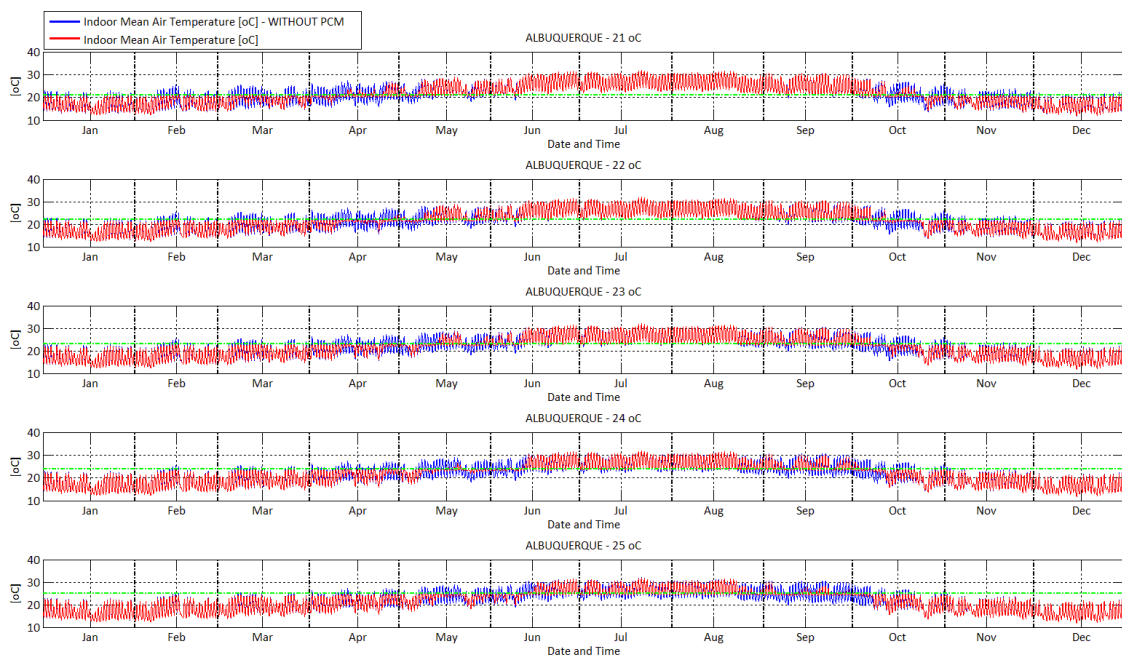 Indoor Mean Air Temperature [oC] - WITHOUT PCM
Indoor Mean Air Temperature [oC]
ALBUQUERQUE - 21 oC
40
30
20
10
[oC]
Jan Feb Mar Apr May Jun Jul Aug Sep Oct Nov Dec
Date and Time
ALBUQUERQUE - 22 oC
40
30
20
10
[oC]
Jan Feb Mar Apr May Jun Jul Aug Sep Oct Nov Dec
Date and Time
ALBUQUERQUE - 23 oC
40
30
20
10
[oC]
Jan Feb Mar Apr May Jun Jul Aug Sep Oct Nov Dec
Date and Time
ALBUQUERQUE - 24 oC
40
30
20
10
[oC]
Jan Feb Mar Apr May Jun Jul Aug Sep Oct Nov Dec
Date and Time
ALBUQUERQUE - 25 oC
40
30
20
10
[oC]
Jan Feb Mar Apr May Jun Jul Aug Sep Oct Nov Dec
Date and Time